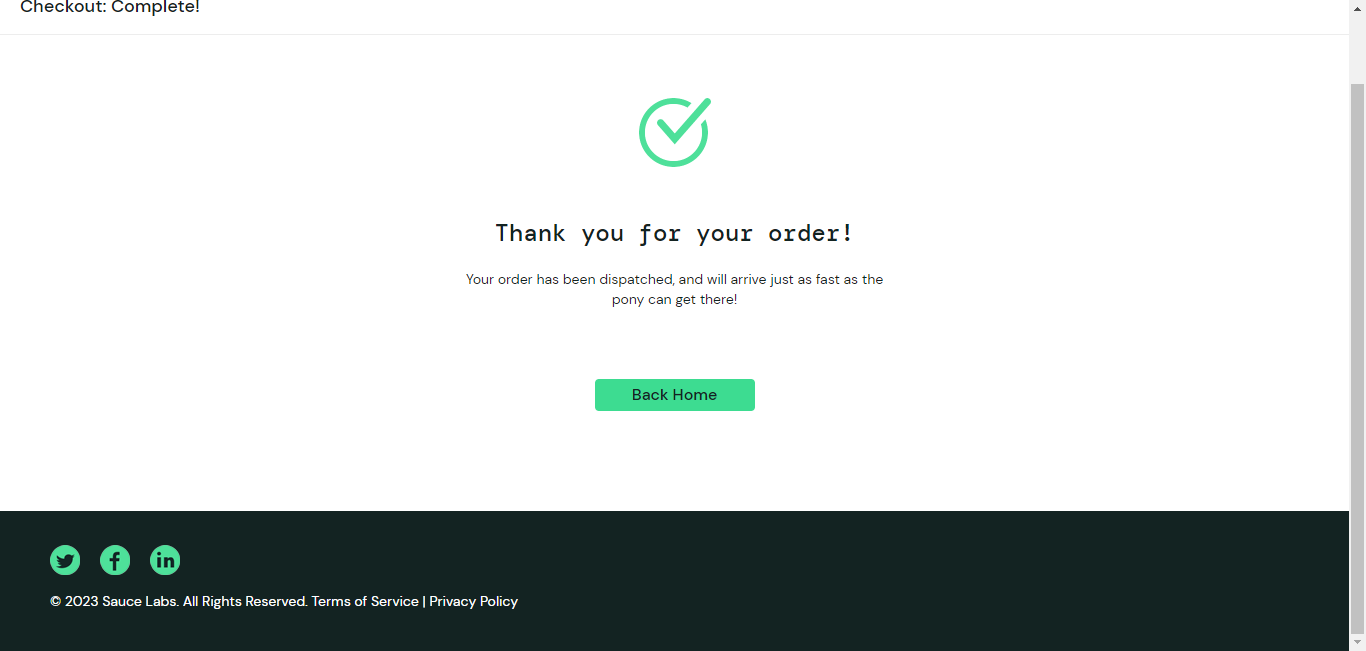 Checkout: Complete!
Thank you for your order!
Your order has been dispatched, and will arrive just as fast as the
pony can get there!
Back Home
© 2023 Sauce Labs. All Rights Reserved. Terms of Service | Privacy Policy